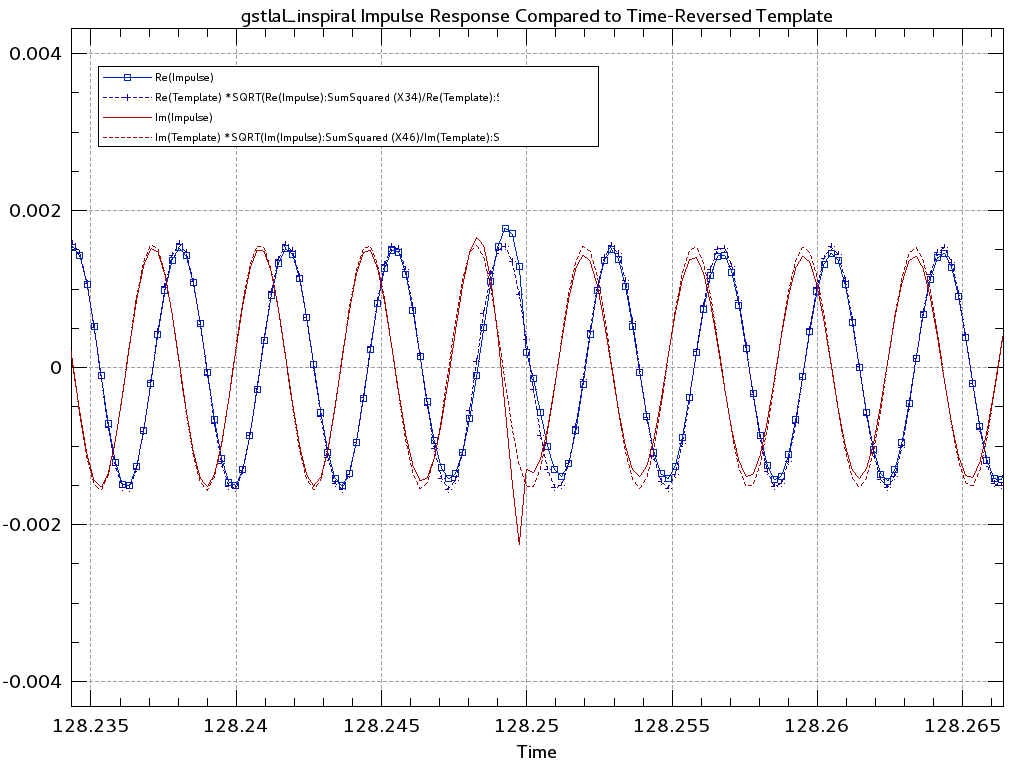 gstlal_inspiral Impulse Response Compared to Time-Reversed Template
0.004
Re(Impulse)
Re(Template) *SQRT(Re(Impulse):SumSquared (X34)/Re(Template):S
Im(Impulse)
Im(Template) *SQRT(Im(Impulse):SumSquared (X46)/Im(Template):S
0.002
0
-0.002
-0.004
128.235 128.24 128.245 128.25 128.255 128.26 128.265
Time